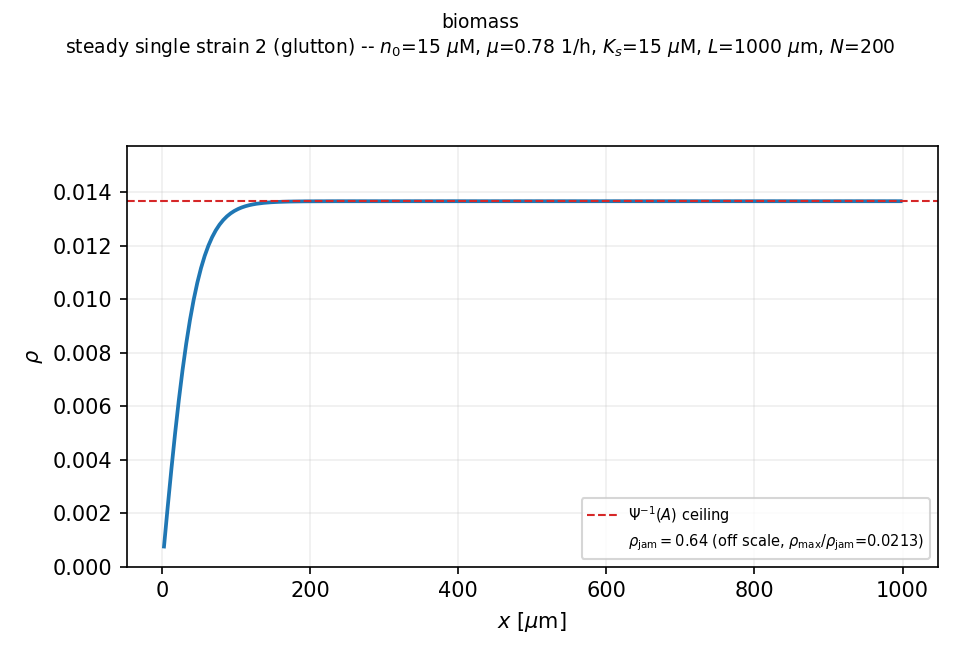 biomass
steady single strain 2 (glutton) -- n₀=15 μM, μ=0.78 1/h, Kₛ=15 μM, L=1000 μm, N=200
0.014
0.012
0.010
0.008
0.006
0.004
0.002
0.000
ρ
Ψ⁻¹(A) ceiling
ρ_jam = 0.64 (off scale, ρ_max/ρ_jam=0.0213)
0 200 400 600 800 1000
x [μm]